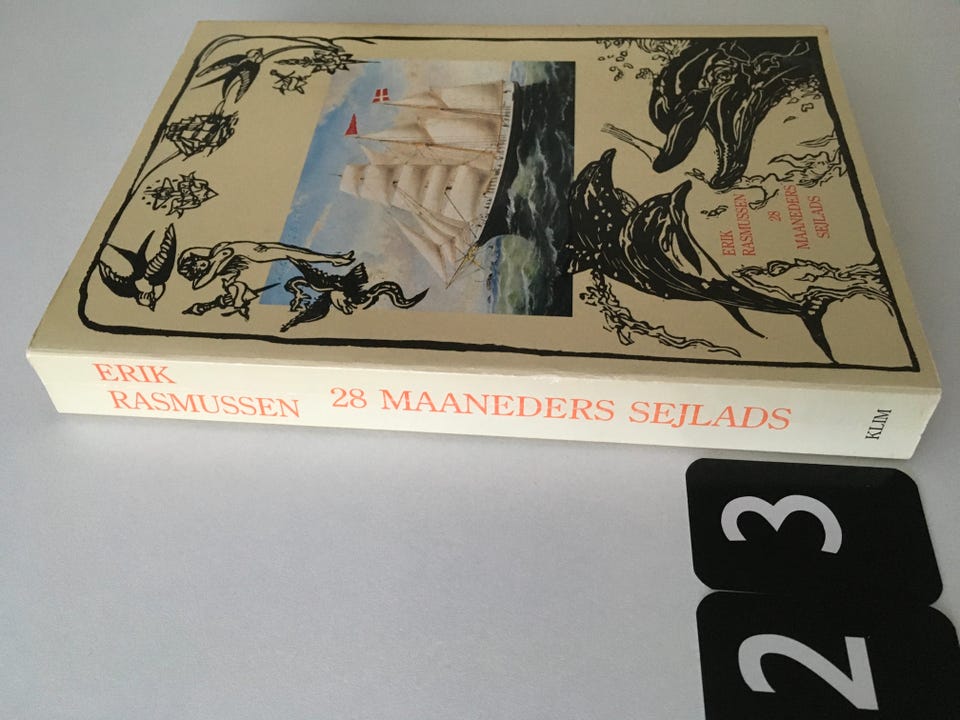 ERIK
RASMUSSEN
28
MAANEDERS
SEJLADS
ERIK
RASMUSSEN
28 MAANEDERS SEJLADS
KLIM
3
2